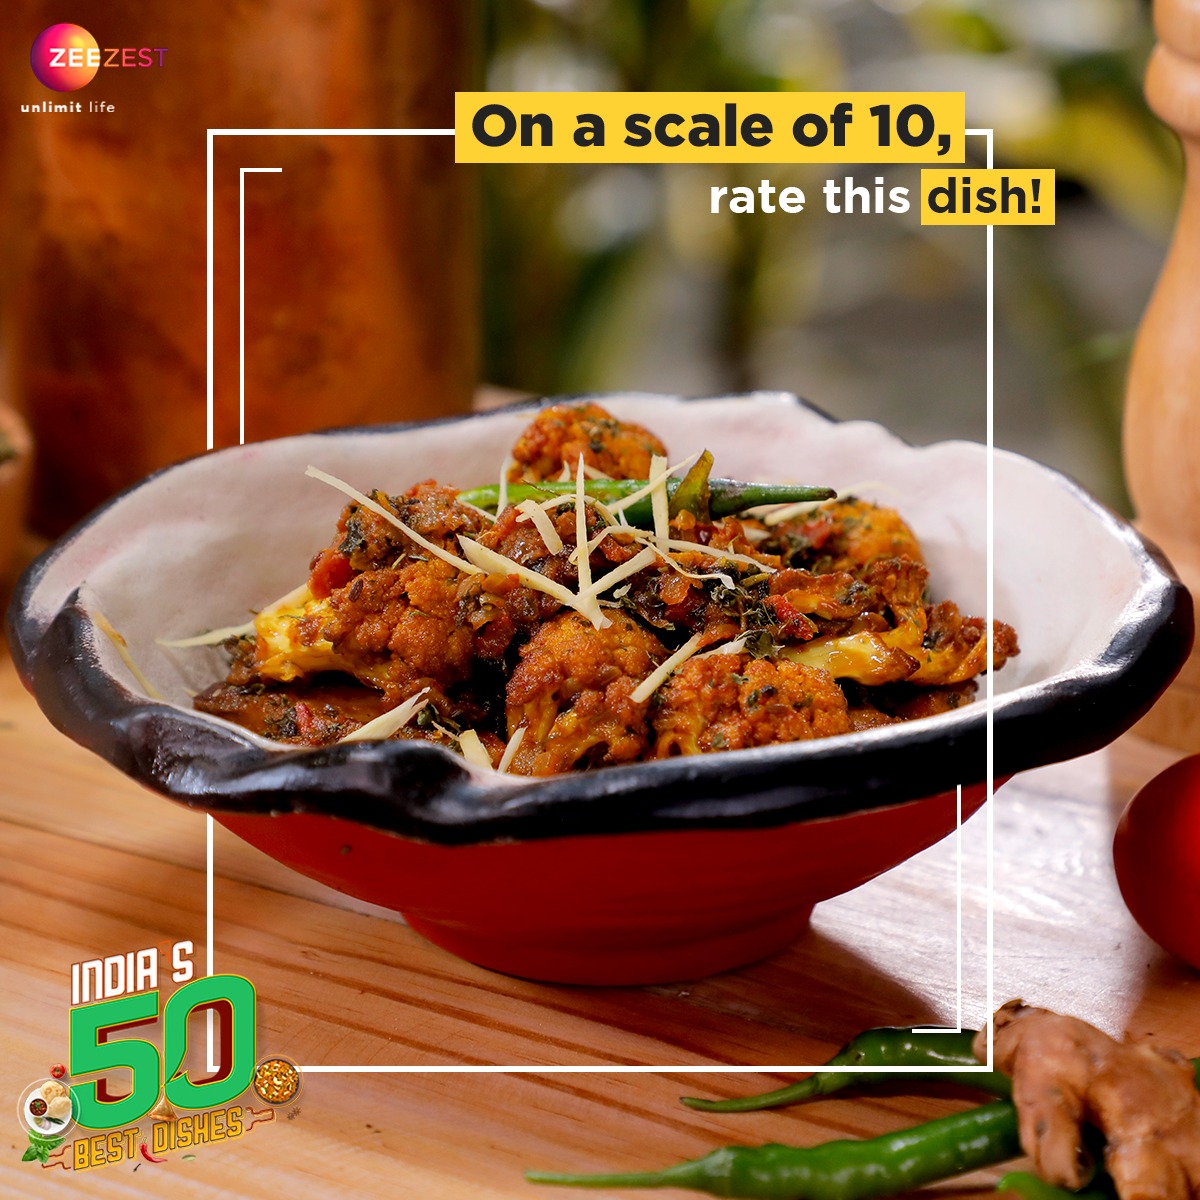 ZEEZEST
unlimit life
On a scale of 10,
rate this dish!
INDIA'S
50
BEST DISHES